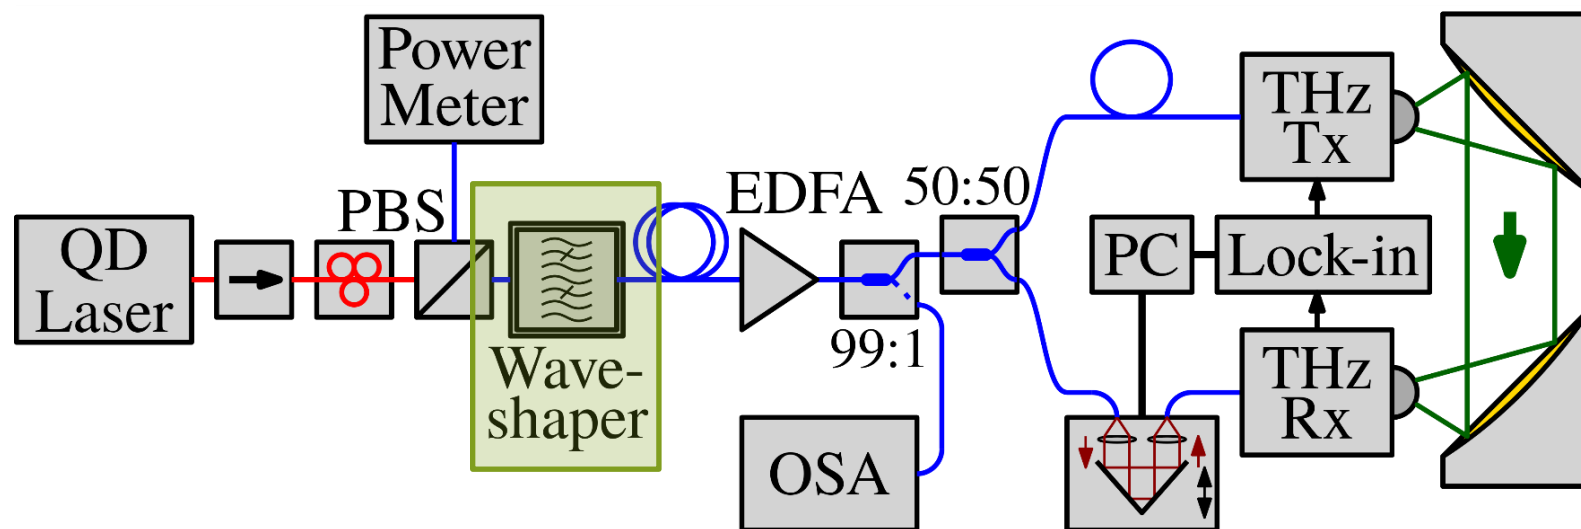 Power
Meter
PBS
QD
Laser
Wave-
shaper
EDFA
99:1
OSA
50:50
PC
Lock-in
THz
Tx
THz
Rx